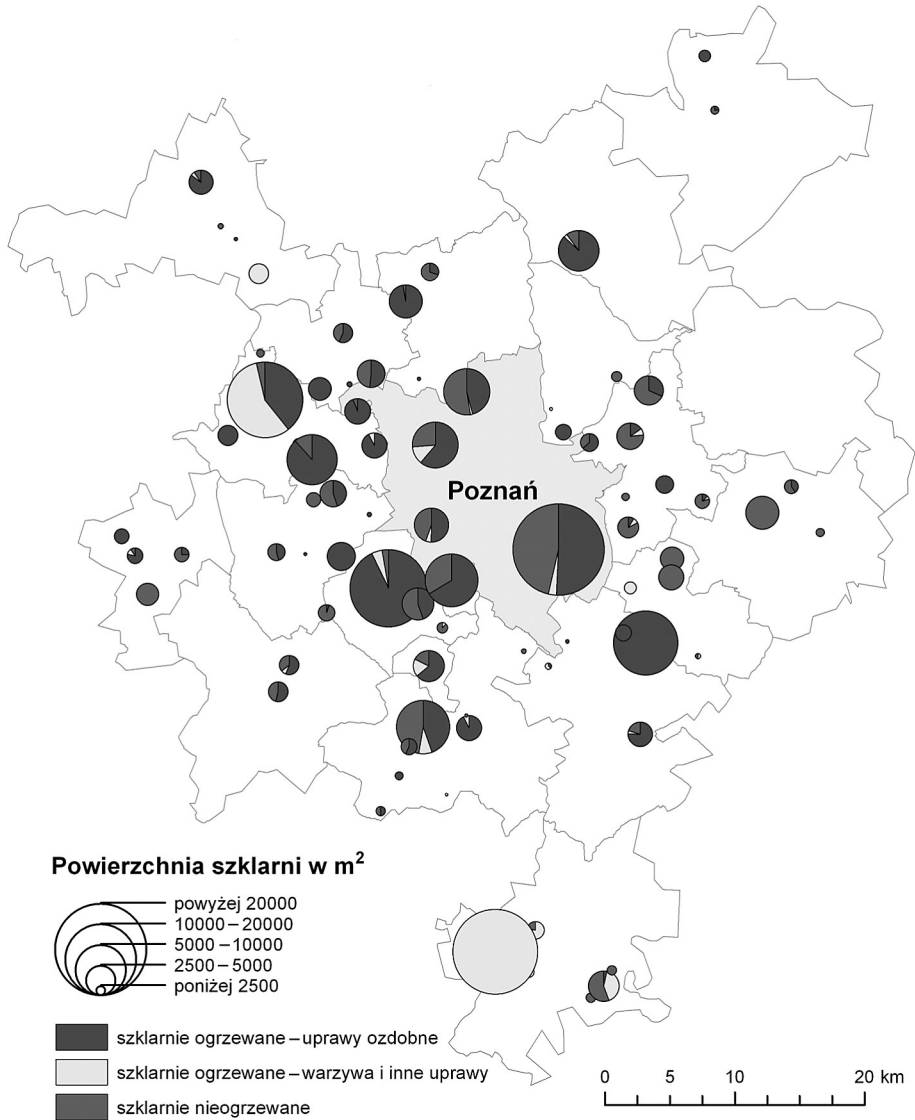 Poznań
Powierzchnia szklarni w m²
powyżej 20000
10000 – 20000
5000 – 10000
2500 – 5000
poniżej 2500
szklarnie ogrzewane – uprawy ozdobne
szklarnie ogrzewane – warzywa i inne uprawy
szklarnie nieogrzewane
0 5 10 20 km